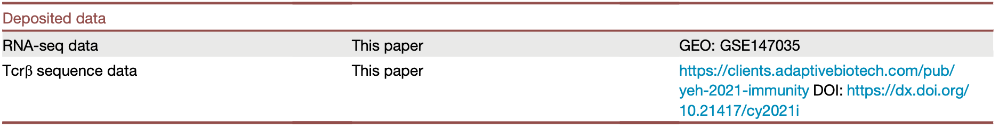 Deposited data
RNA-seq data This paper GEO: GSE147035
Tcrβ sequence data This paper https://clients.adaptivebiotech.com/pub/
yeh-2021-immunity DOI: https://dx.doi.org/
10.21417/cy2021i